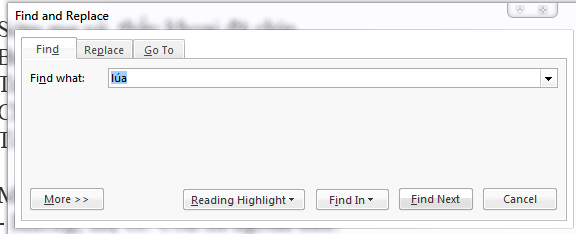 Find and Replace
Find Replace Go To
Find what: lúa
More >> Reading Highlight Find In Find Next Cancel